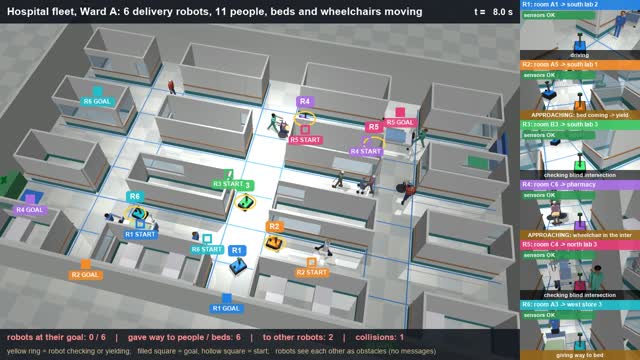 Hospital fleet, Ward A: 6 delivery robots, 11 people, beds and wheelchairs moving
t = 8.0 s
R1: room A1 -> south lab 2
sensors OK
driving
R2: room A5 -> south lab 1
sensors OK
APPROACHING: bed coming -> yield
R3: room B3 -> south lab 3
sensors OK
checking blind intersection
R4: room C6 -> pharmacy
sensors OK
APPROACHING: wheelchair in the inter
R5: room C4 -> north lab 3
sensors OK
checking blind intersection
R6: room A3 -> west store 3
sensors OK
giving way to bed
R6 GOAL
R4
R5 GOAL
R5
R5 START
R4 START
R3 START
3
R4 GOAL
R6
R1 START
R6 START
R2
R1
R2 START
R2 GOAL
R1 GOAL
robots at their goal: 0 / 6 | gave way to people / beds: 6 | to other robots: 2 | collisions: 1
yellow ring = robot checking or yielding, filled square = goal, hollow square = start, robots see each other as obstacles (no messages)